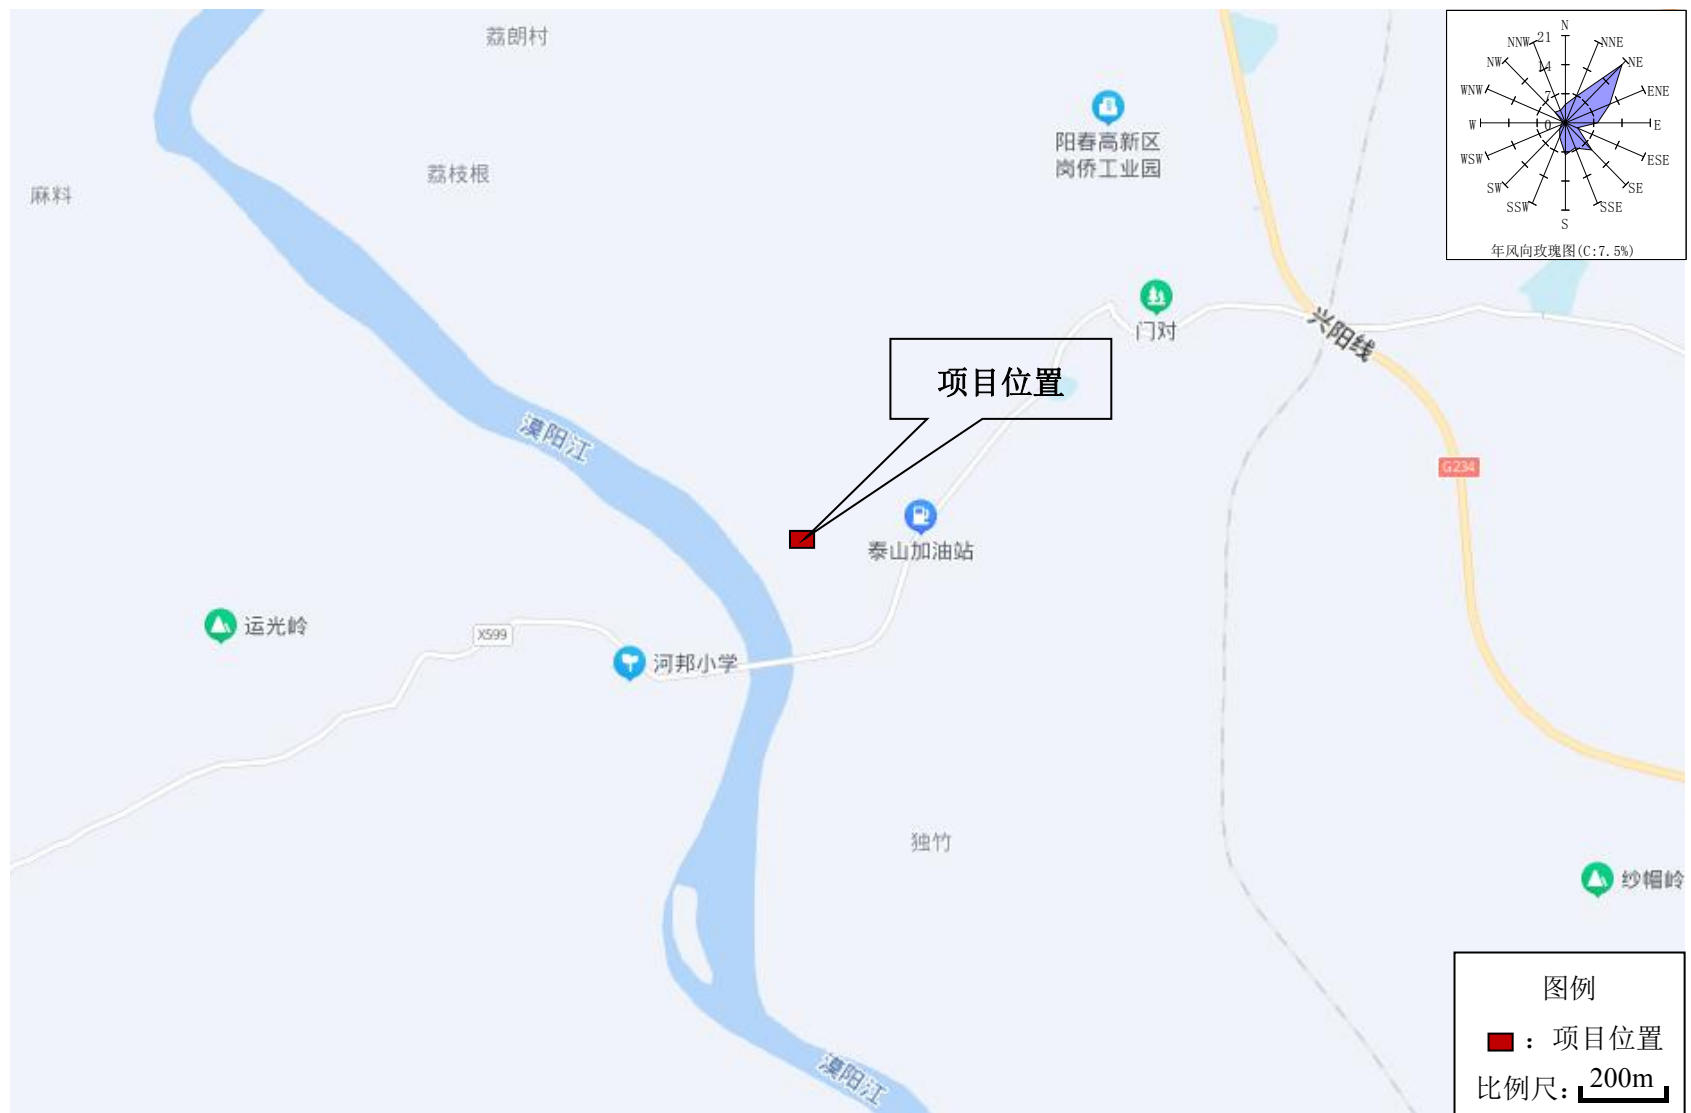 荔朗村
N
NNW
21
NNE
NW
14
NE
WNW
7
ENE
W
0
E
WSW
ESE
SW
SE
SSW
SSE
S
年风向玫瑰图(C:7.5%)
阳春高新区
岗侨工业园
荔枝根
麻料
门对
兴阳线
项目位置
漠阳江
G234
泰山加油站
运光岭
X599
河邦小学
独竹
纱帽岭
漠阳江
图例
：项目位置
比例尺：200m